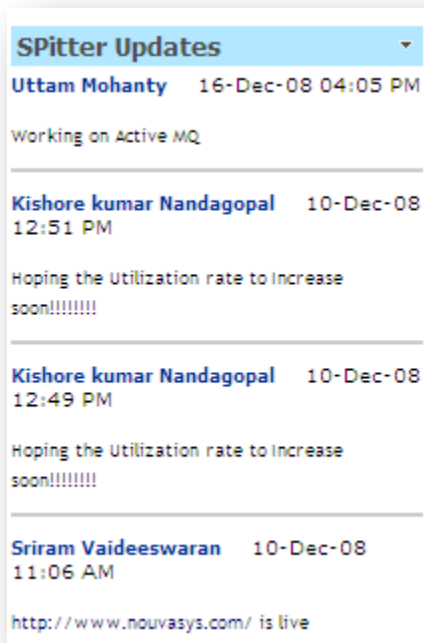 SPitter Updates
Uttam Mohanty 16-Dec-08 04:05 PM
Working on Active MQ
Kishore kumar Nandagopal 10-Dec-08
12:51 PM
Hoping the Utilization rate to Increase
soon!!!!!!!!
Kishore kumar Nandagopal 10-Dec-08
12:49 PM
Hoping the Utilization rate to Increase
soon!!!!!!!!
Sriram Vaideeswaran 10-Dec-08
11:06 AM
http://www.nouvasys.com/ is live